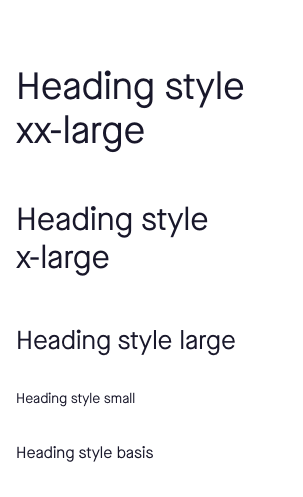 Heading style
xx-large
Heading style
x-large
Heading style large
Heading style small
Heading style basis